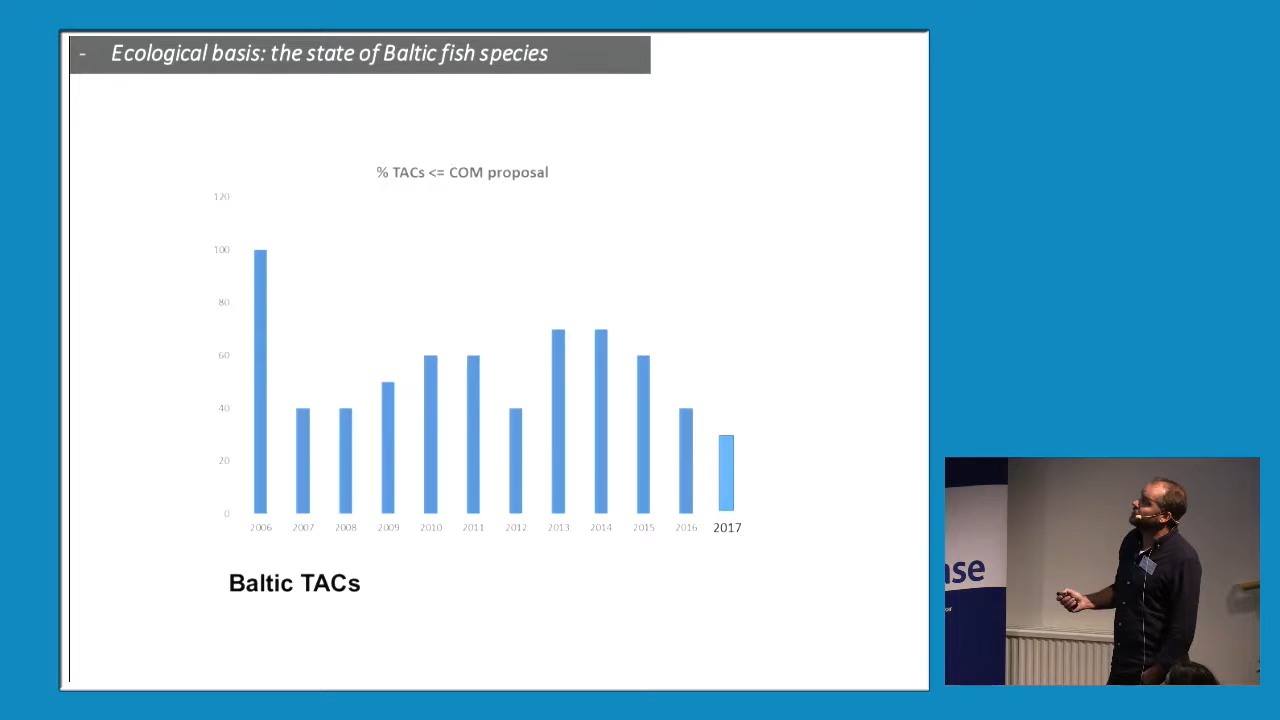 - Ecological basis: the state of Baltic fish species
% TACs <= COM proposal
120
100
80
60
40
20
0
2006 2007 2008 2009 2010 2011 2012 2013 2014 2015 2016 2017
Baltic TACs